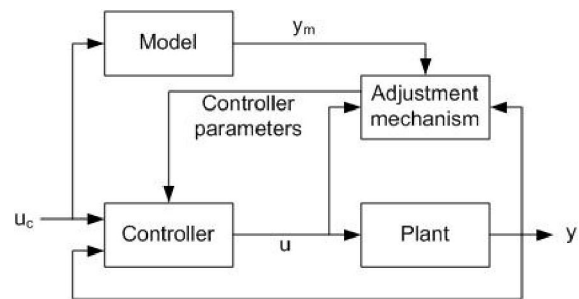 Model
y_m
Adjustment
mechanism
Controller
parameters
u_c
Controller
u
Plant
y